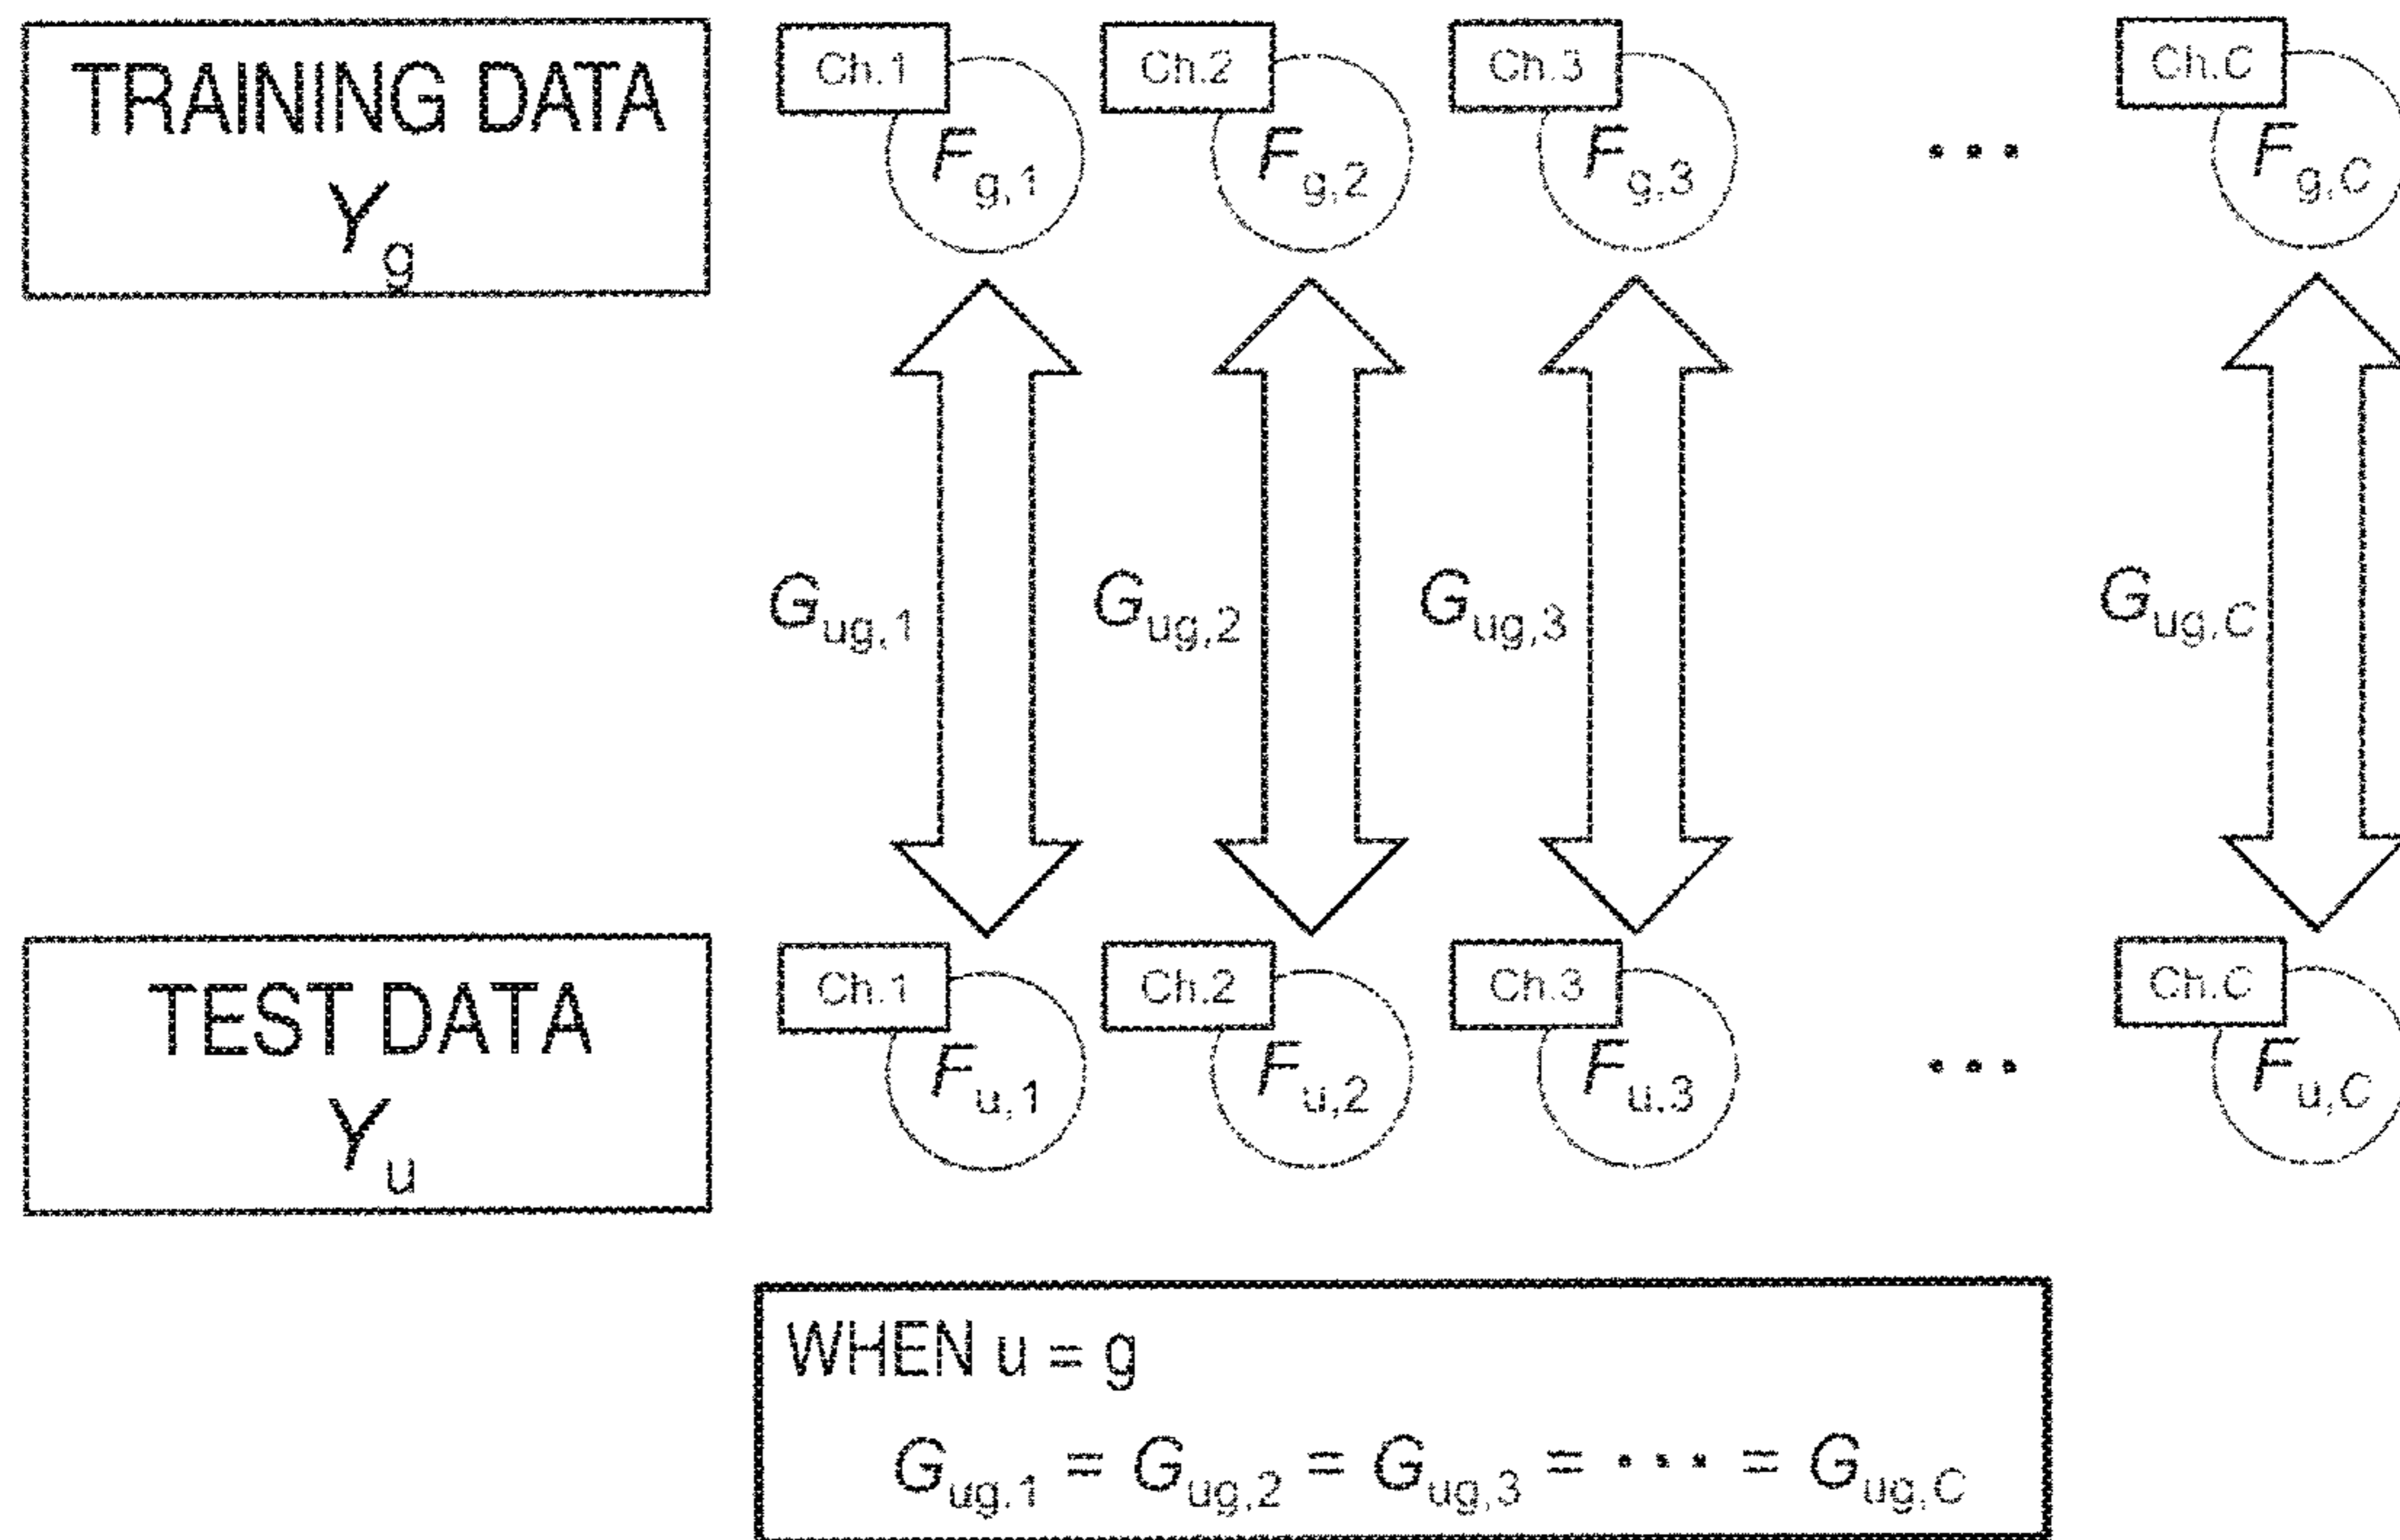 TRAINING DATA
Y_g
Ch.1 Ch.2 Ch.3 Ch.C
F_g,1 F_g,2 F_g,3 ... F_g,C
G_ug,1 G_ug,2 G_ug,3 G_ug,C
TEST DATA
Y_u
Ch.1 Ch.2 Ch.3 Ch.C
F_u,1 F_u,2 F_u,3 ... F_u,C
WHEN u = g
G_ug,1 = G_ug,2 = G_ug,3 = ... = G_ug,C